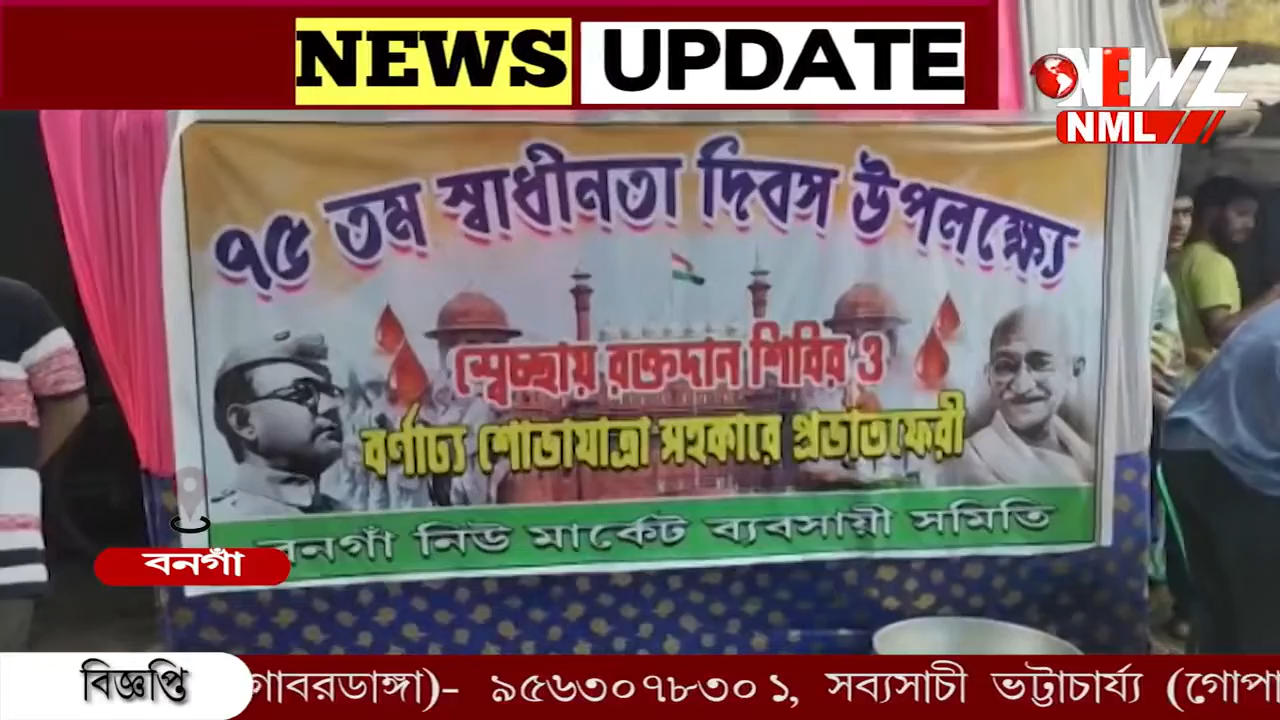 NEWS UPDATE
NEWZ
NML
৭৫ তম স্বাধীনতা দিবস উপলক্ষ্যে
স্বেচ্ছায় রক্তদান শিবির ও
বর্ণাঢ্য শোভাযাত্রা সহকারে প্রভাতফেরী
বনগাঁ নিউ মার্কেট ব্যবসায়ী সমিতি
বনগাঁ
বিজ্ঞপ্তি
গাবরডাঙ্গা)- ৯৫৬৩০৭৮৩০১, সব্যসাচী ভট্টাচার্য্য (গোপা